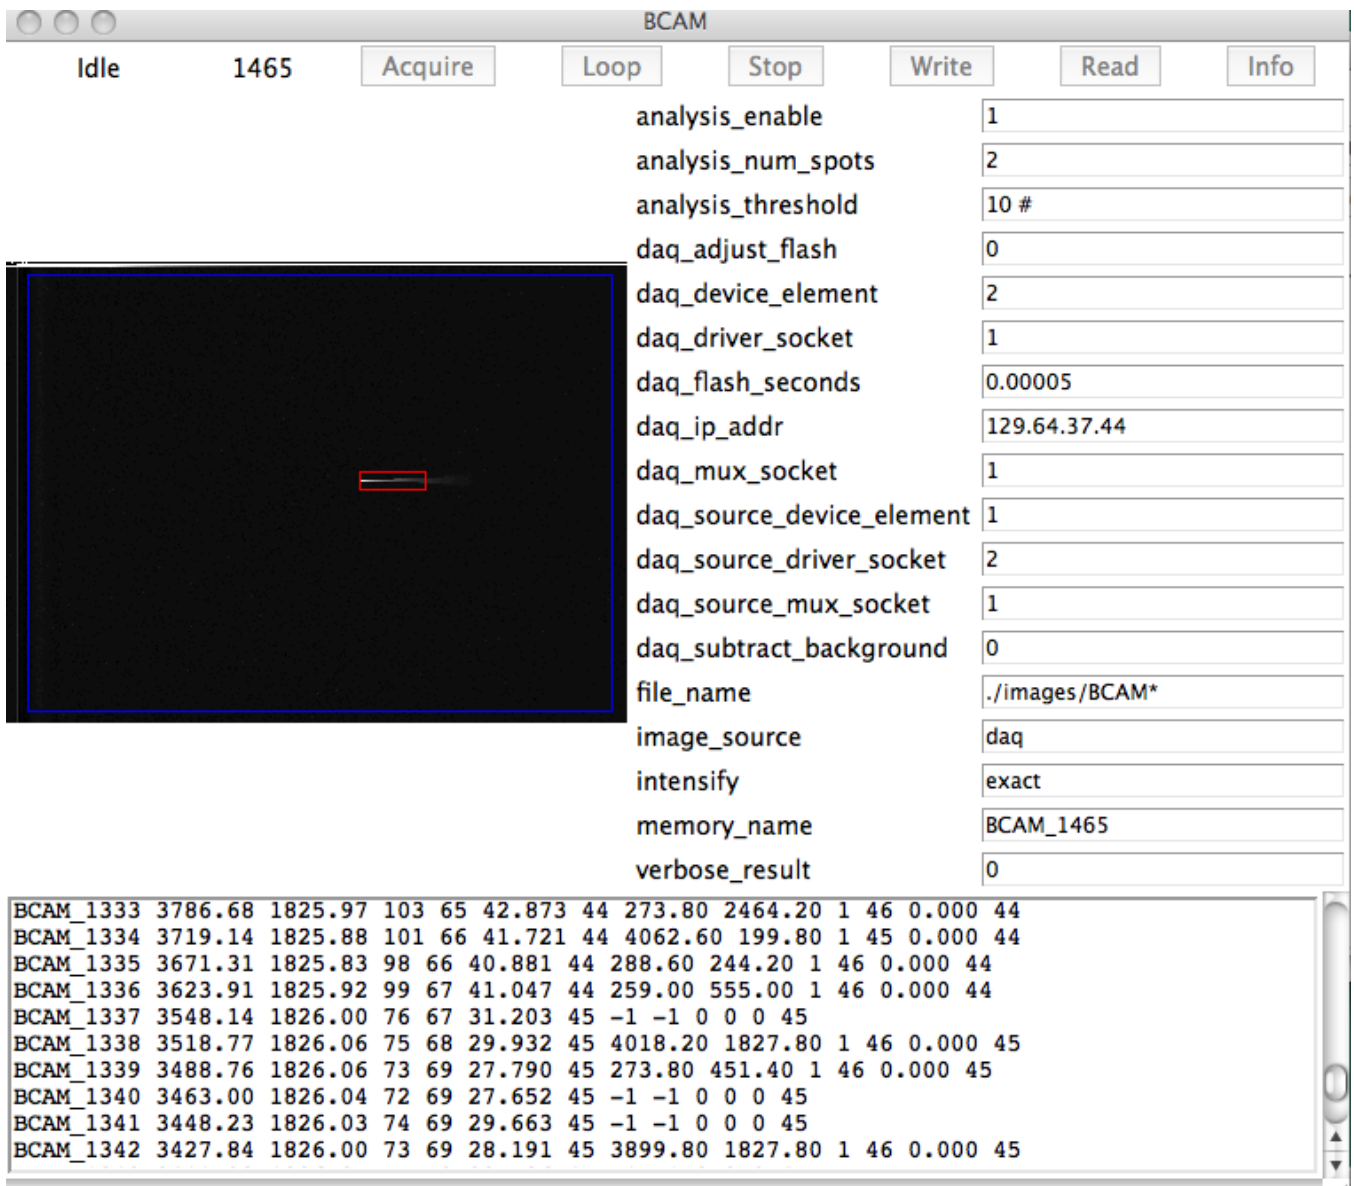 BCAM
Idle 1465 Acquire Loop Stop Write Read Info
analysis_enable 1
analysis_num_spots 2
analysis_threshold 10 #
daq_adjust_flash 0
daq_device_element 2
daq_driver_socket 1
daq_flash_seconds 0.00005
daq_ip_addr 129.64.37.44
daq_mux_socket 1
daq_source_device_element 1
daq_source_driver_socket 2
daq_source_mux_socket 1
daq_subtract_background 0
file_name ./images/BCAM*
image_source daq
intensify exact
memory_name BCAM_1465
verbose_result 0
BCAM_1333 3786.68 1825.97 103 65 42.873 44 273.80 2464.20 1 46 0.000 44
BCAM_1334 3719.14 1825.88 101 66 41.721 44 4062.60 199.80 1 45 0.000 44
BCAM_1335 3671.31 1825.83 98 66 40.881 44 288.60 244.20 1 46 0.000 44
BCAM_1336 3623.91 1825.92 99 67 41.047 44 259.00 555.00 1 46 0.000 44
BCAM_1337 3548.14 1826.00 76 67 31.203 45 -1 -1 0 0 0 45
BCAM_1338 3518.77 1826.06 75 68 29.932 45 4018.20 1827.80 1 46 0.000 45
BCAM_1339 3488.76 1826.06 73 69 27.790 45 273.80 451.40 1 46 0.000 45
BCAM_1340 3463.00 1826.04 72 69 27.652 45 -1 -1 0 0 0 45
BCAM_1341 3448.23 1826.03 74 69 29.663 45 -1 -1 0 0 0 45
BCAM_1342 3427.84 1826.00 73 69 28.191 45 3899.80 1827.80 1 46 0.000 45